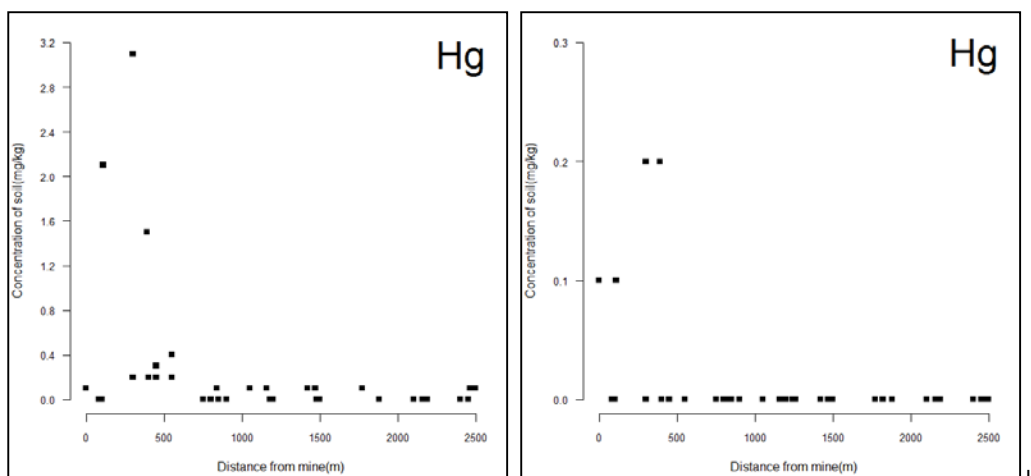 Hg
3.2
2.8
2.4
2.0
1.6
1.2
0.8
0.4
0.0
Concentration of soil(mg/kg)
0 500 1000 1500 2000 2500
Distance from mine(m)
Hg
0.3
0.2
0.1
0.0
Concentration of soil(mg/kg)
0 500 1000 1500 2000 2500
Distance from mine(m)